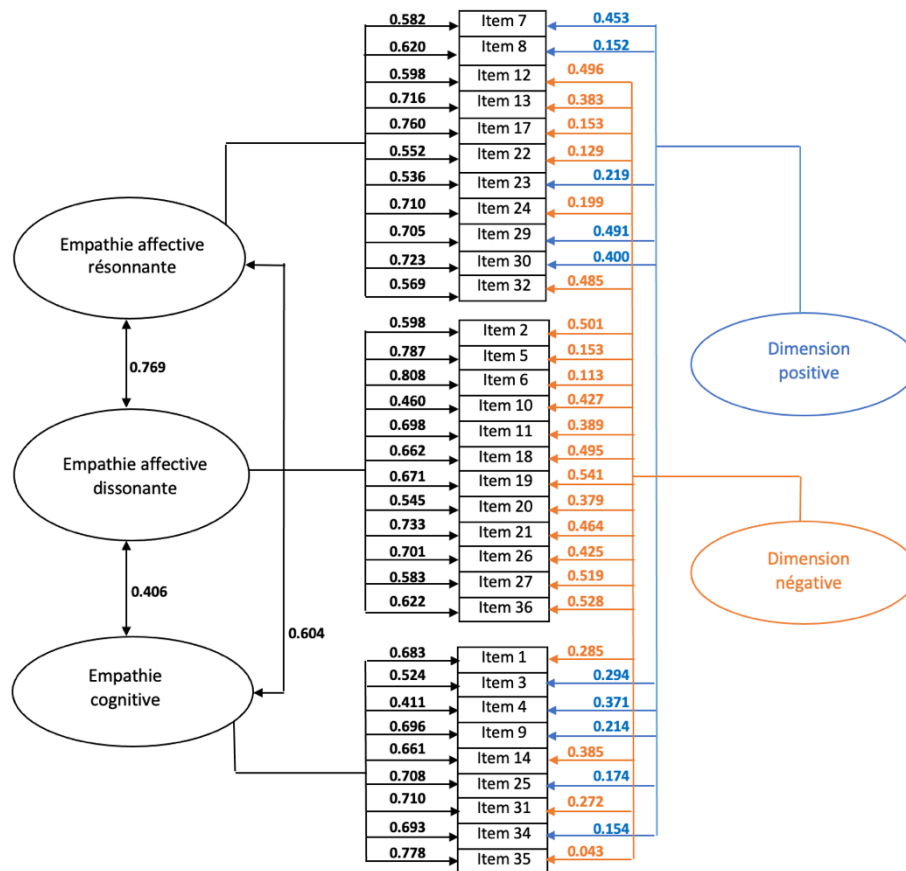 0.582 Item 7 0.453
0.620 Item 8 0.152
0.598 Item 12 0.496
0.716 Item 13 0.383
0.760 Item 17 0.153
0.552 Item 22 0.129
0.536 Item 23 0.219
0.710 Item 24 0.199
0.705 Item 29 0.491
0.723 Item 30 0.400
0.569 Item 32 0.485
Empathie affective
résonnante
0.769
0.598 Item 2 0.501
0.787 Item 5 0.153
0.808 Item 6 0.113
0.460 Item 10 0.427
0.698 Item 11 0.389
0.662 Item 18 0.495
0.671 Item 19 0.541
0.545 Item 20 0.379
0.733 Item 21 0.464
0.701 Item 26 0.425
0.583 Item 27 0.519
0.622 Item 36 0.528
Dimension
positive
Empathie affective
dissonante
Dimension
négative
0.406
0.604
0.683 Item 1 0.285
0.524 Item 3 0.294
0.411 Item 4 0.371
0.696 Item 9 0.214
0.661 Item 14 0.385
0.708 Item 25 0.174
0.710 Item 31 0.272
0.693 Item 34 0.154
0.778 Item 35 0.043
Empathie
cognitive